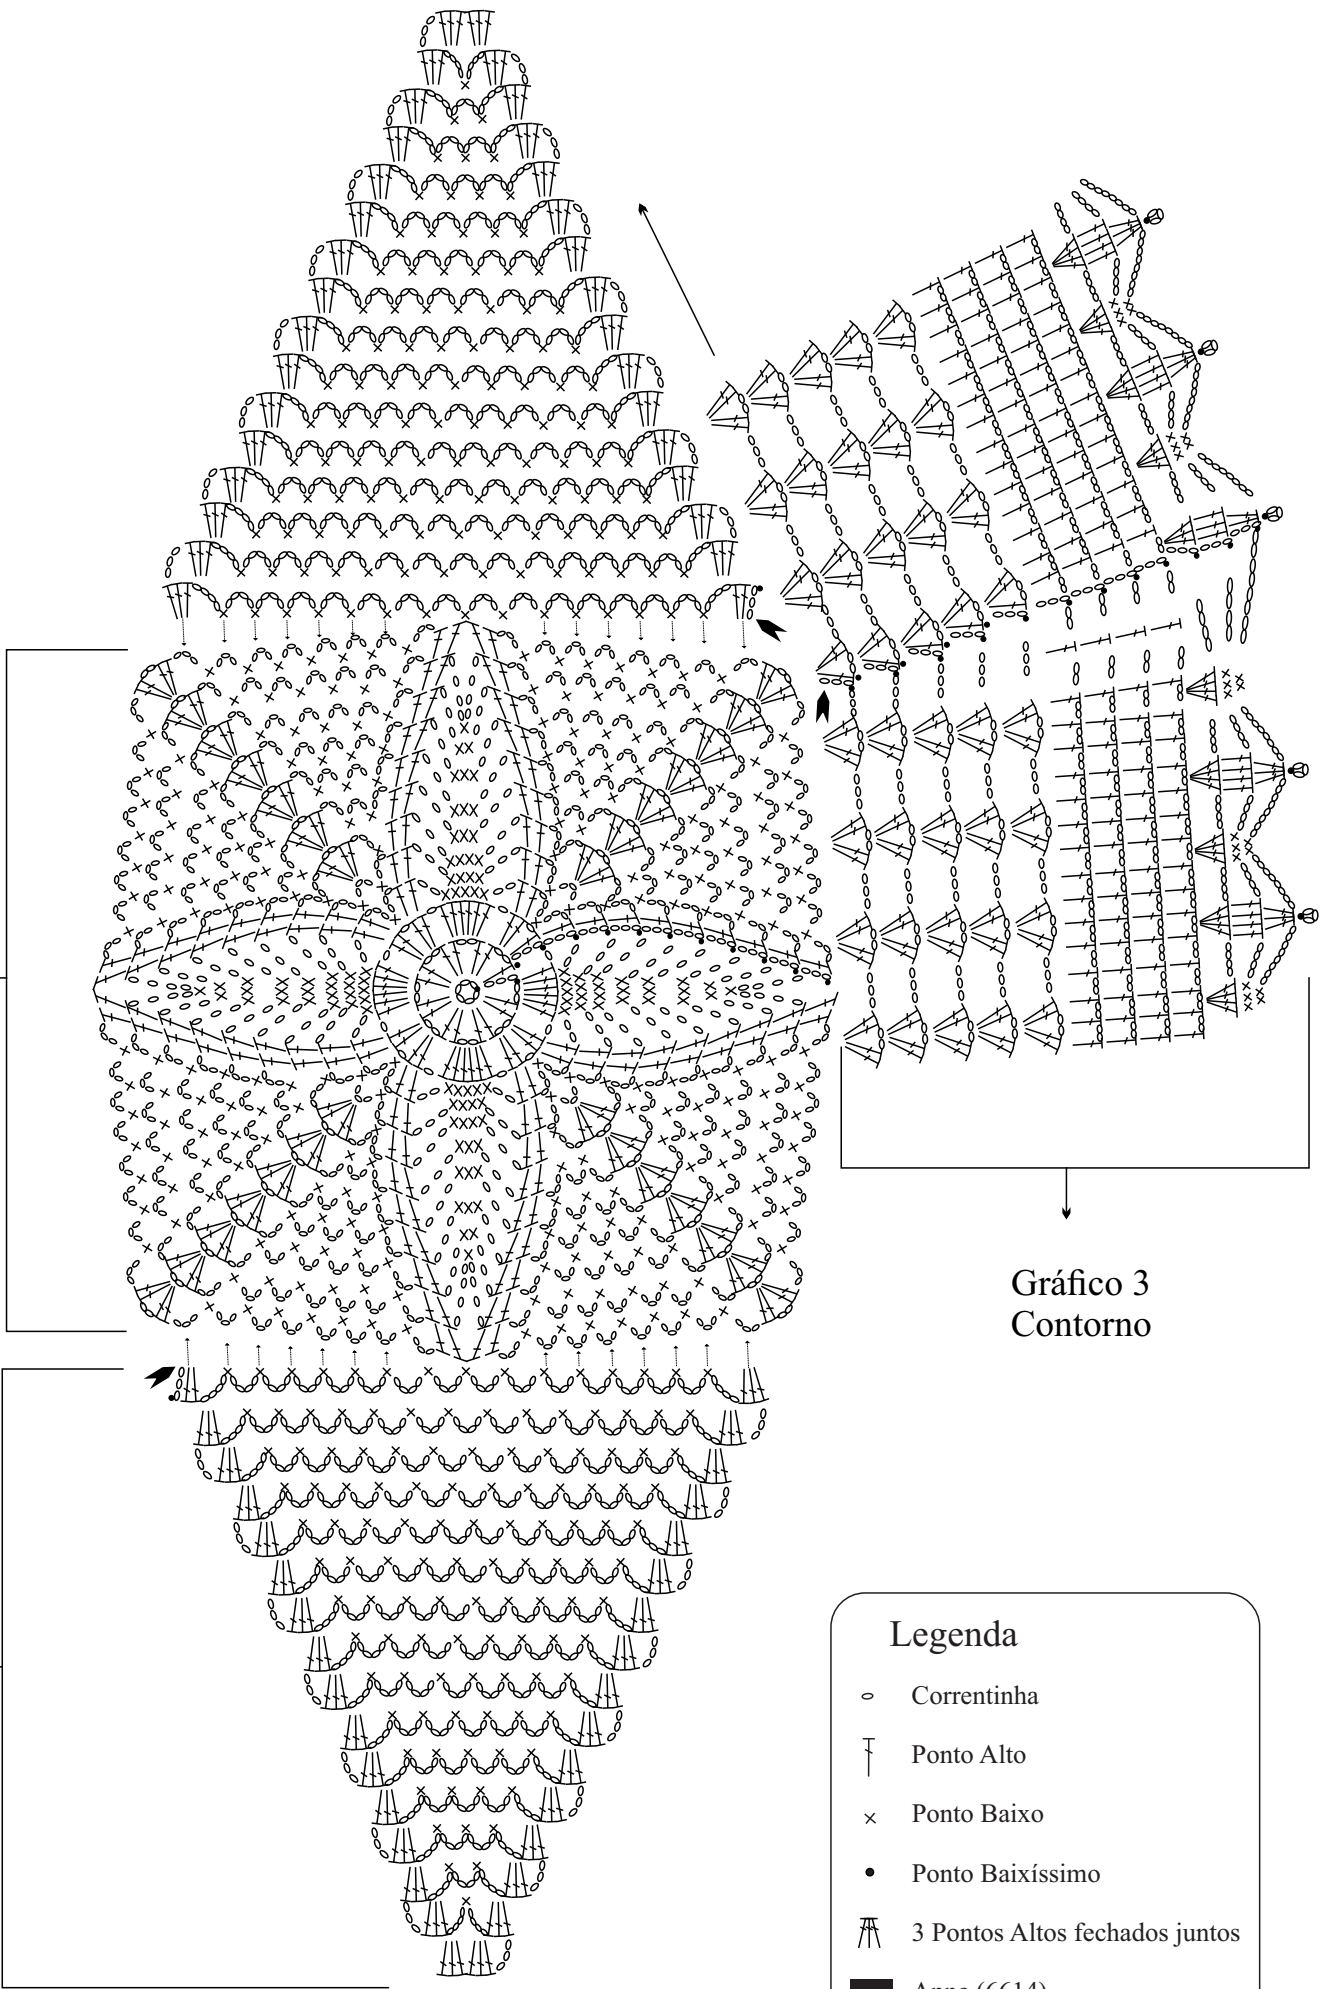 Gráfico 3
Contorno
Legenda
Correntinha
Ponto Alto
Ponto Baixo
Ponto Baixíssimo
3 Pontos Altos fechados juntos